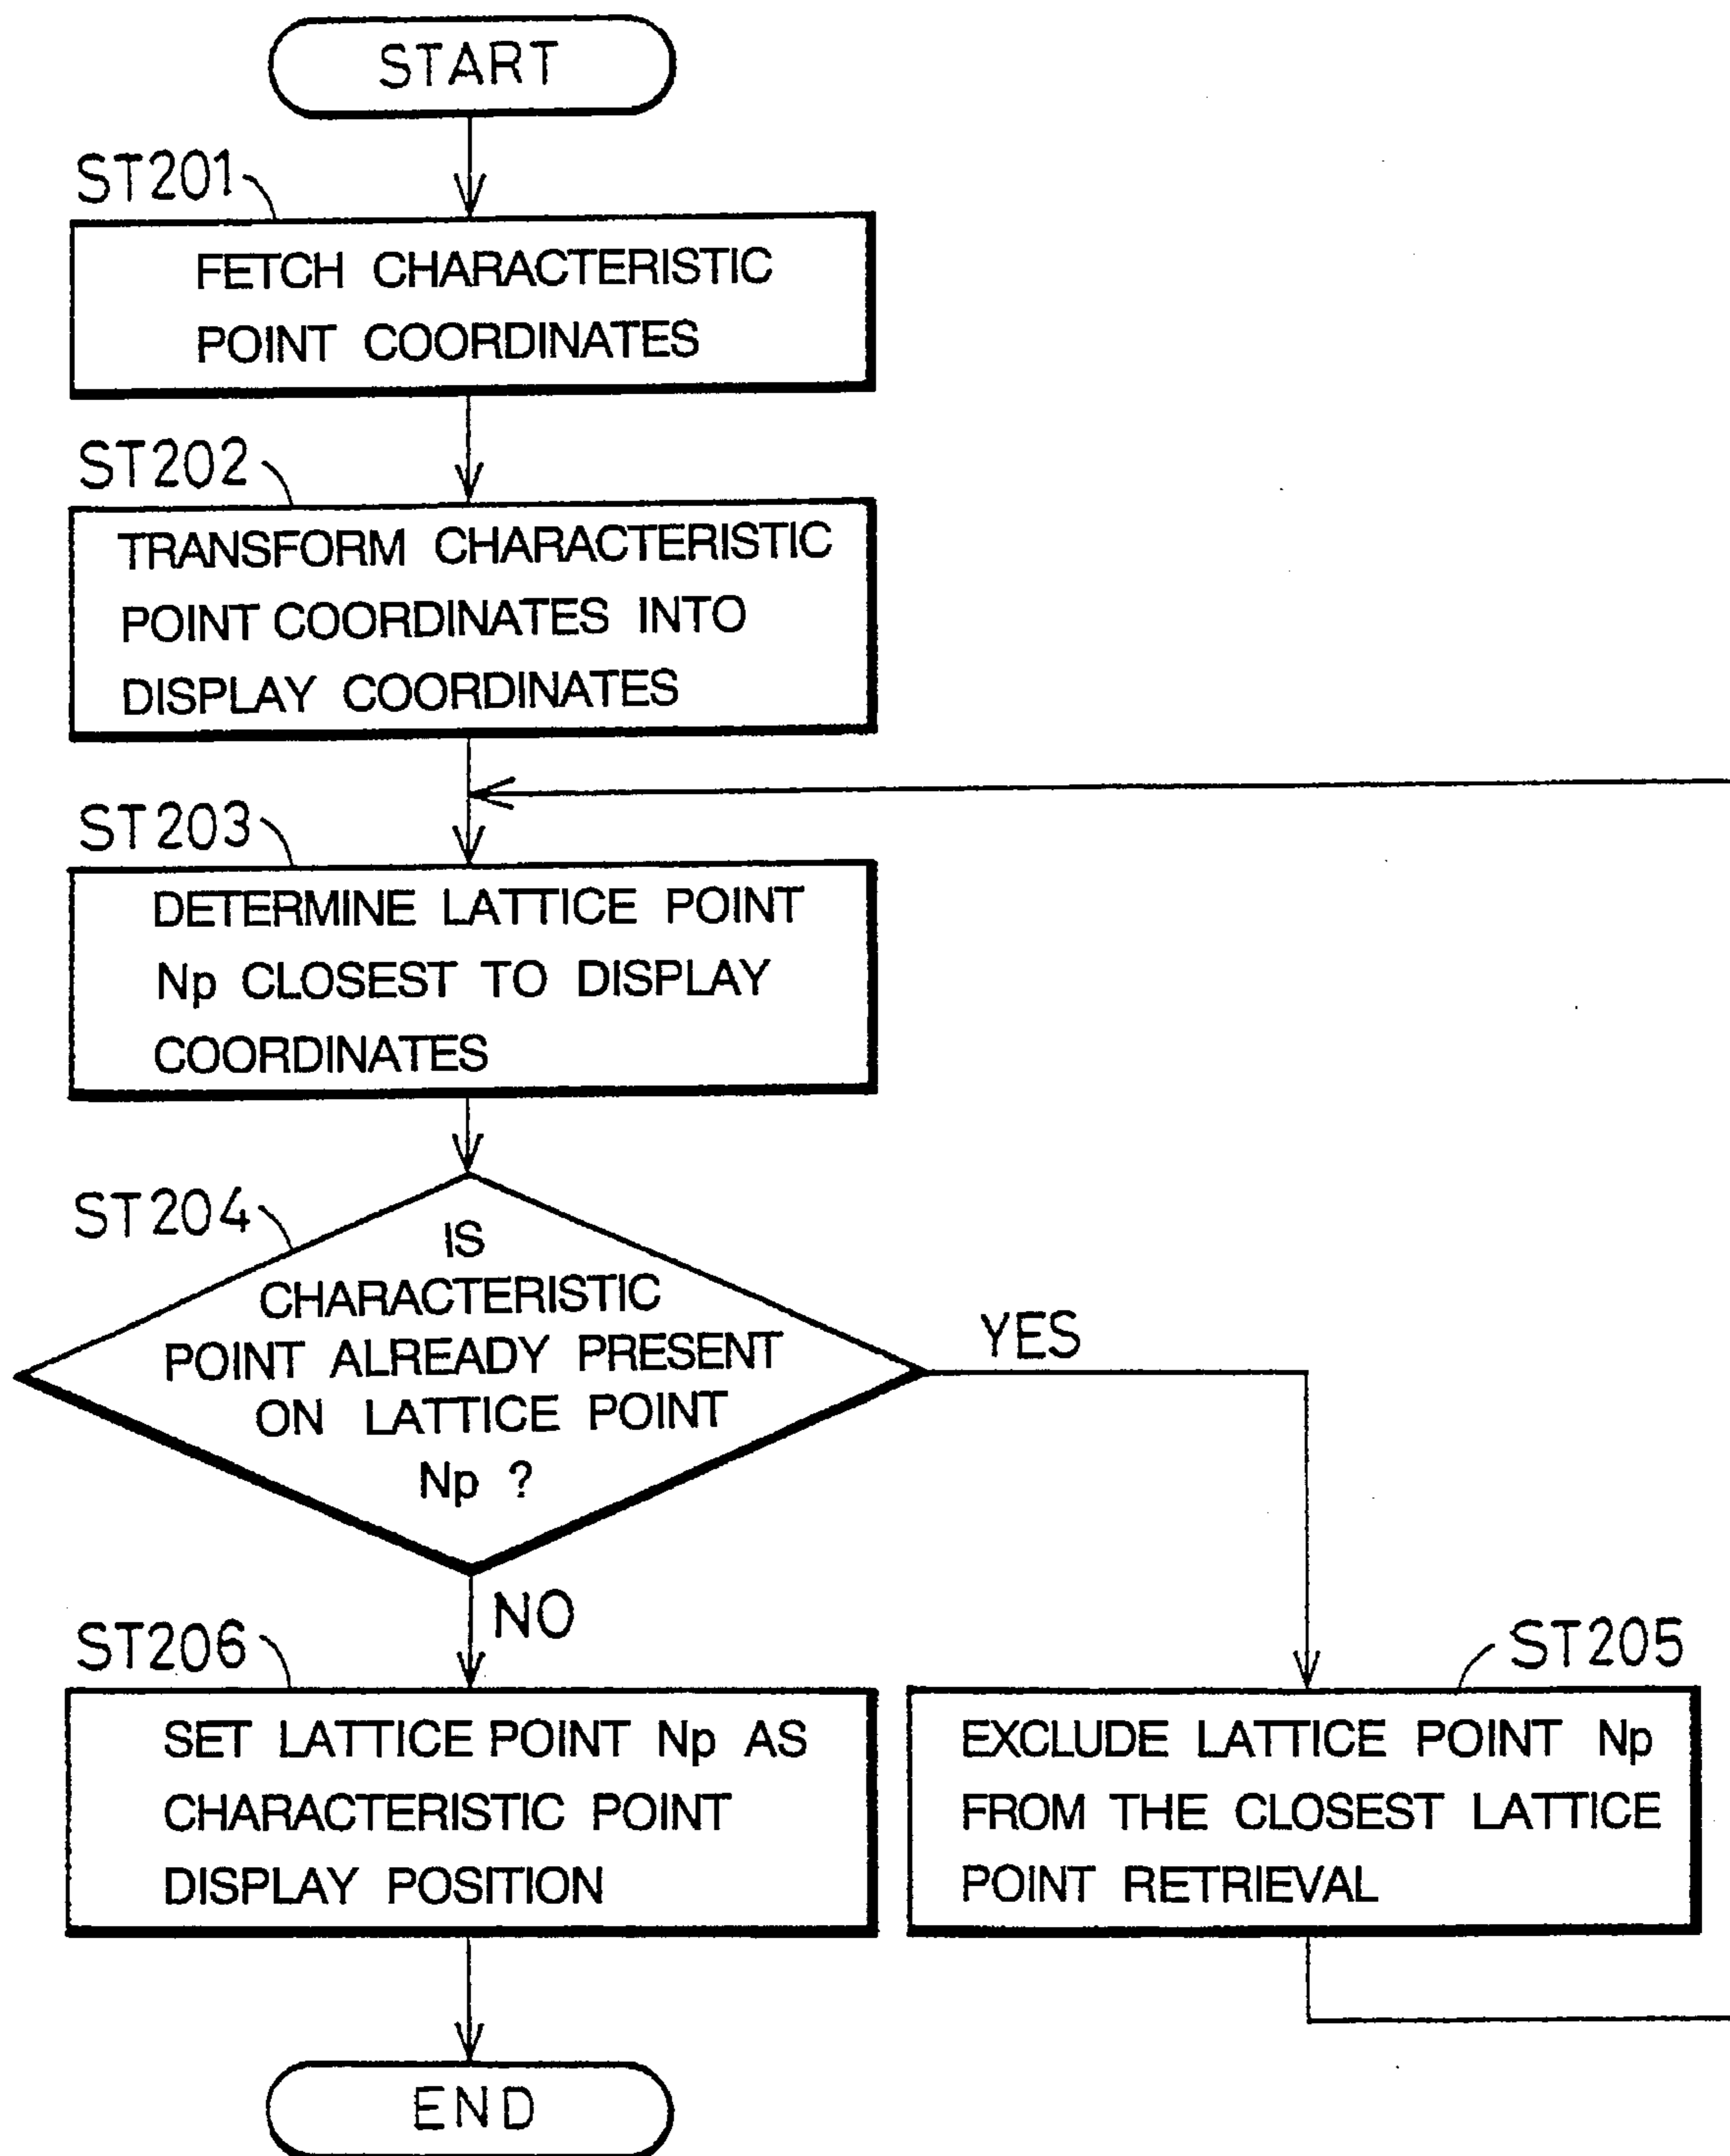 START
ST201
FETCH CHARACTERISTIC
POINT COORDINATES
ST202
TRANSFORM CHARACTERISTIC
POINT COORDINATES INTO
DISPLAY COORDINATES
ST203
DETERMINE LATTICE POINT
Np CLOSEST TO DISPLAY
COORDINATES
ST204
IS
CHARACTERISTIC
POINT ALREADY PRESENT
ON LATTICE POINT
Np ?
YES
NO
ST206
SET LATTICE POINT Np AS
CHARACTERISTIC POINT
DISPLAY POSITION
ST205
EXCLUDE LATTICE POINT Np
FROM THE CLOSEST LATTICE
POINT RETRIEVAL
END